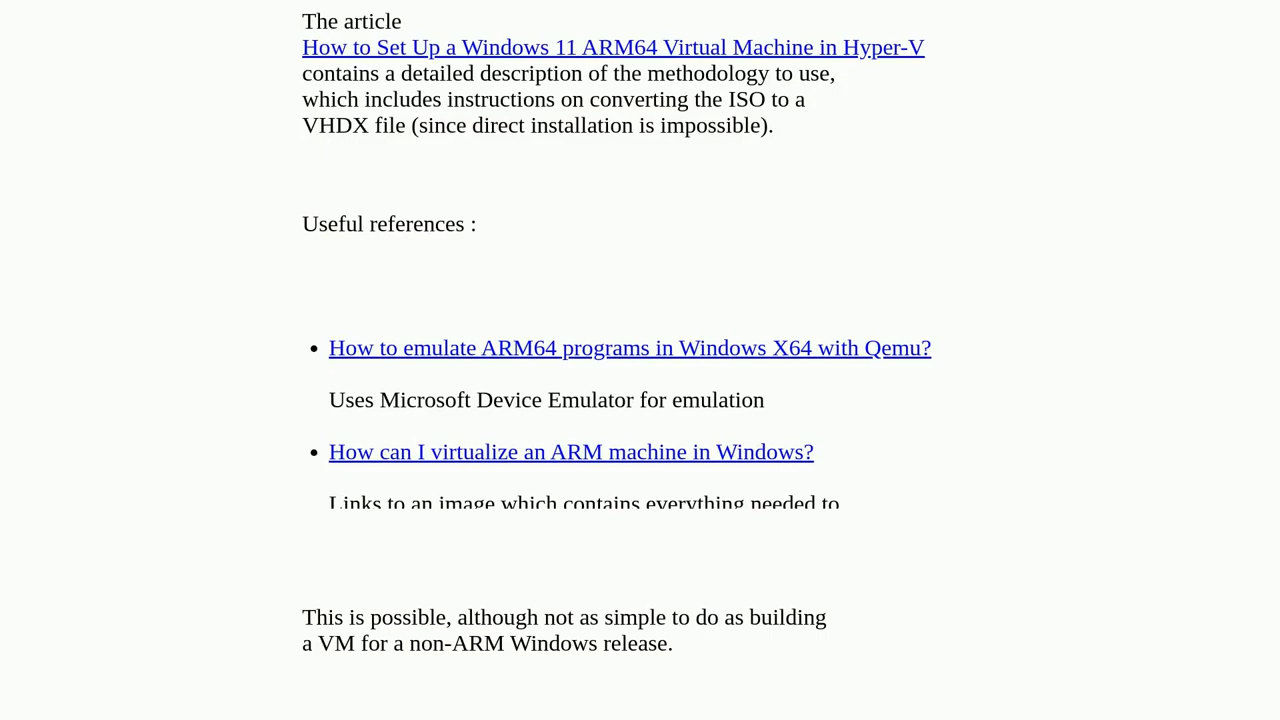 The article
How to Set Up a Windows 11 ARM64 Virtual Machine in Hyper-V
contains a detailed description of the methodology to use,
which includes instructions on converting the ISO to a
VHDX file (since direct installation is impossible).
Useful references :
• How to emulate ARM64 programs in Windows X64 with Qemu?
Uses Microsoft Device Emulator for emulation
• How can I virtualize an ARM machine in Windows?
Links to an image which contains everything needed to
This is possible, although not as simple to do as building
a VM for a non-ARM Windows release.